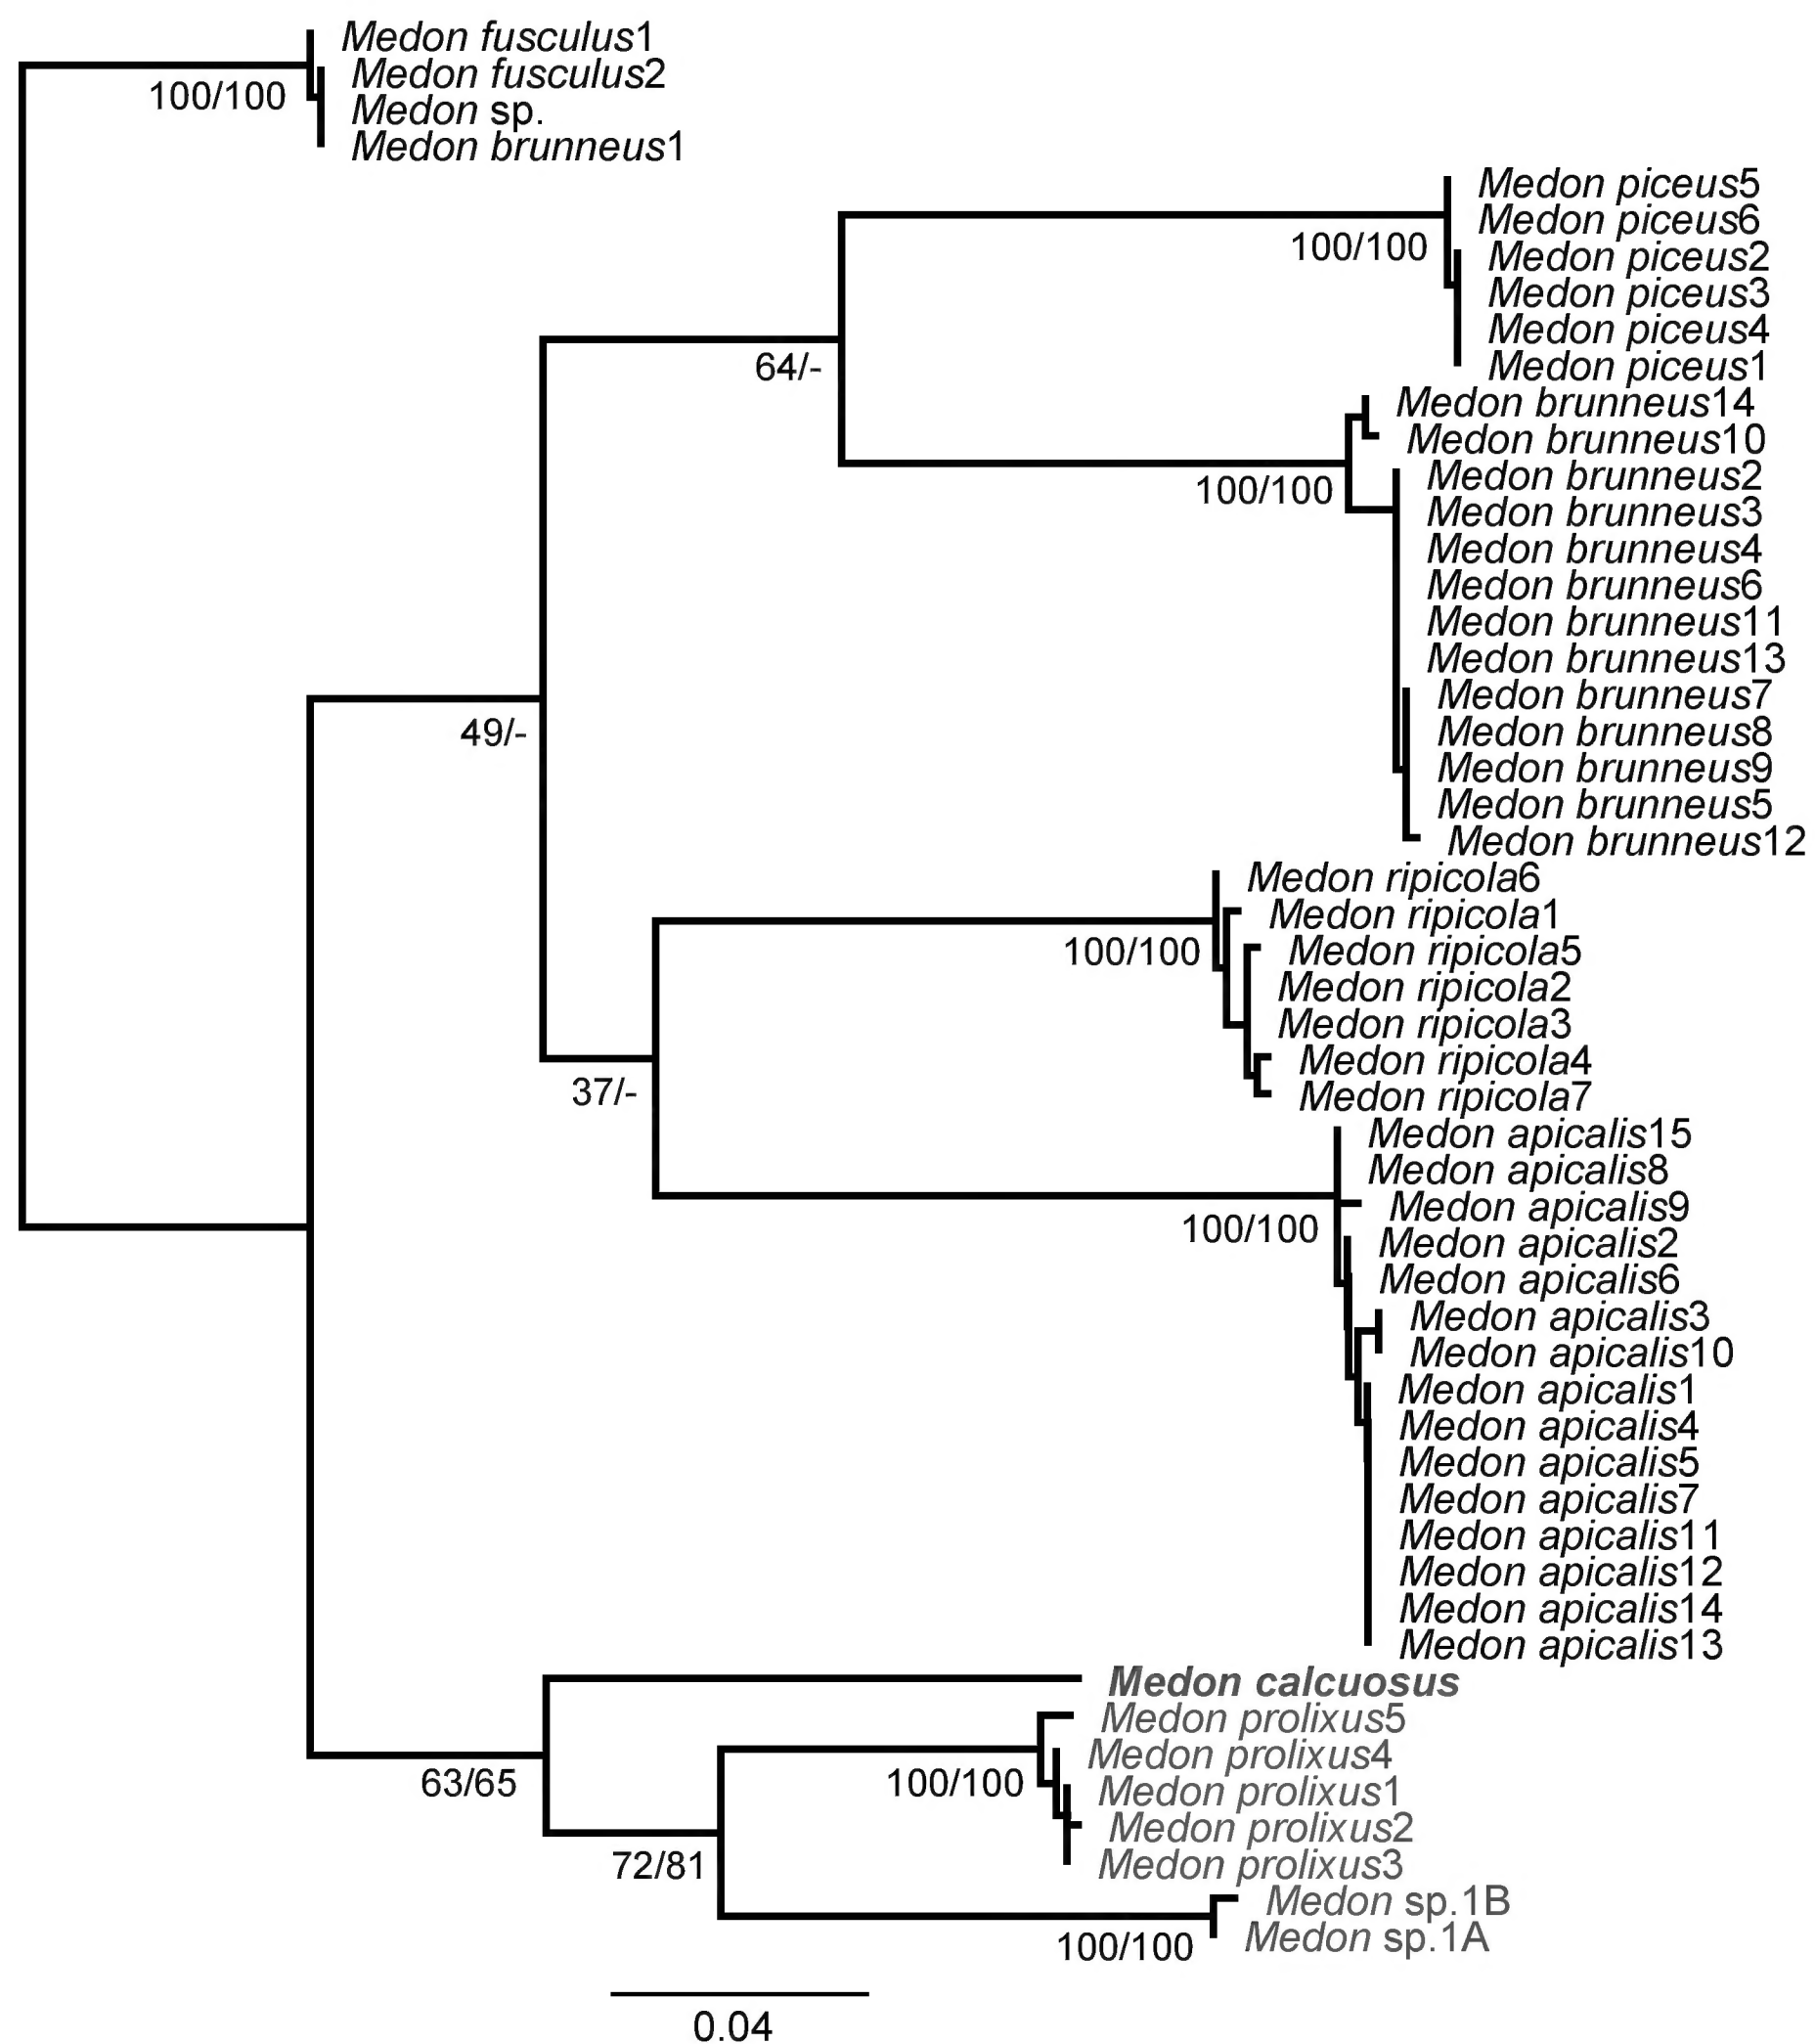 Medon fusculus1
Medon fusculus2
100/100
Medon sp.
Medon brunneus1
Medon piceus5
Medon piceus6
100/100
Medon piceus2
Medon piceus3
Medon piceus4
64/-
Medon piceus1
Medon brunneus14
Medon brunneus10
Medon brunneus2
100/100
Medon brunneus3
Medon brunneus4
Medon brunneus6
Medon brunneus11
Medon brunneus13
Medon brunneus7
49/-
Medon brunneus8
Medon brunneus9
Medon brunneus5
Medon brunneus12
Medon ripicola6
Medon ripicola1
100/100
Medon ripicola5
Medon ripicola2
Medon ripicola3
Medon ripicola4
37/-
Medon ripicola7
Medon apicalis15
Medon apicalis8
Medon apicalis9
100/100
Medon apicalis2
Medon apicalis6
Medon apicalis3
Medon apicalis10
Medon apicalis1
Medon apicalis4
Medon apicalis5
Medon apicalis7
Medon apicalis11
Medon apicalis12
Medon apicalis14
Medon apicalis13
Medon calcuosus
Medon prolixus5
Medon prolixus4
63/65
100/100
Medon prolixus1
Medon prolixus2
72/81
Medon prolixus3
Medon sp.1B
Medon sp.1A
100/100
0.04